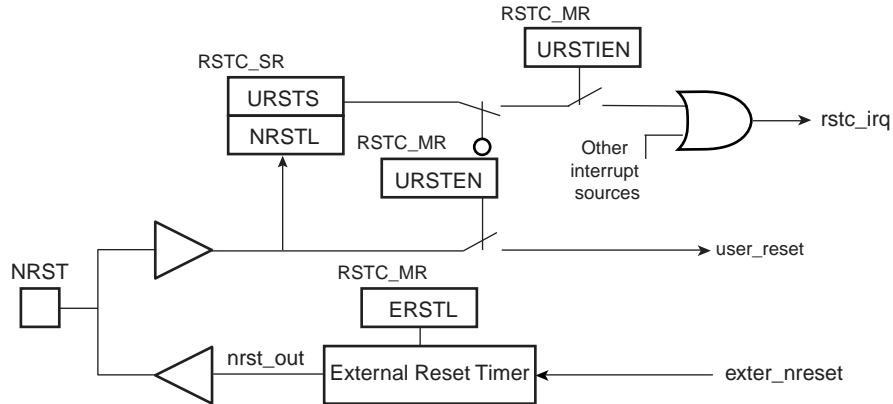 RSTC_MR
URSTIEN
RSTC_SR
URSTS
NRSTL
rstc_irq
RSTC_MR
Other
interrupt
sources
URSTEN
user_reset
NRST
RSTC_MR
ERSTL
nrst_out
External Reset Timer
exter_nreset